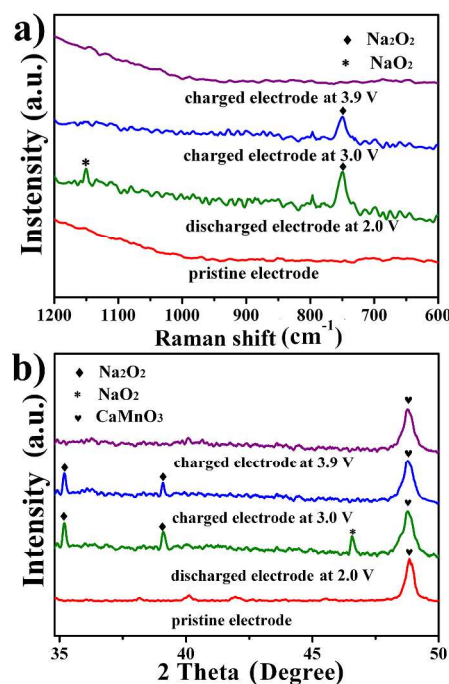 a)
◆ Na₂O₂
* NaO₂
charged electrode at 3.9 V
charged electrode at 3.0 V
*
discharged electrode at 2.0 V
pristine electrode
Instensity (a.u.)
1200 1100 1000 900 800 700 600
Raman shift (cm⁻¹)
b)
◆ Na₂O₂
* NaO₂
♥ CaMnO₃
charged electrode at 3.9 V
charged electrode at 3.0 V
*
discharged electrode at 2.0 V
pristine electrode
Intensity (a.u.)
35 40 45 50
2 Theta (Degree)